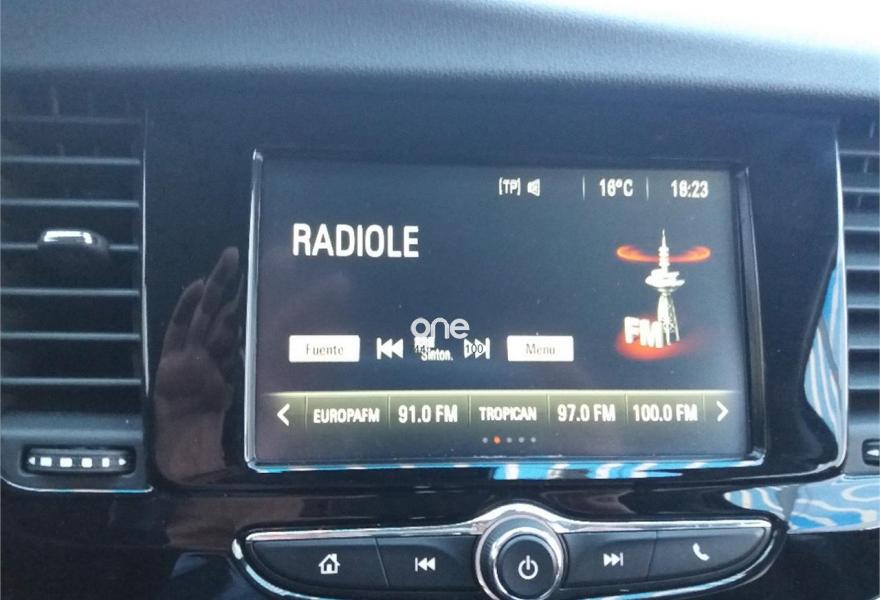 [TP] 16°C 18:23
RADIOLE
FM
one
Fuente Sinton. Menu
EUROPAFM 91.0 FM TROPICAN 97.0 FM 100.0 FM